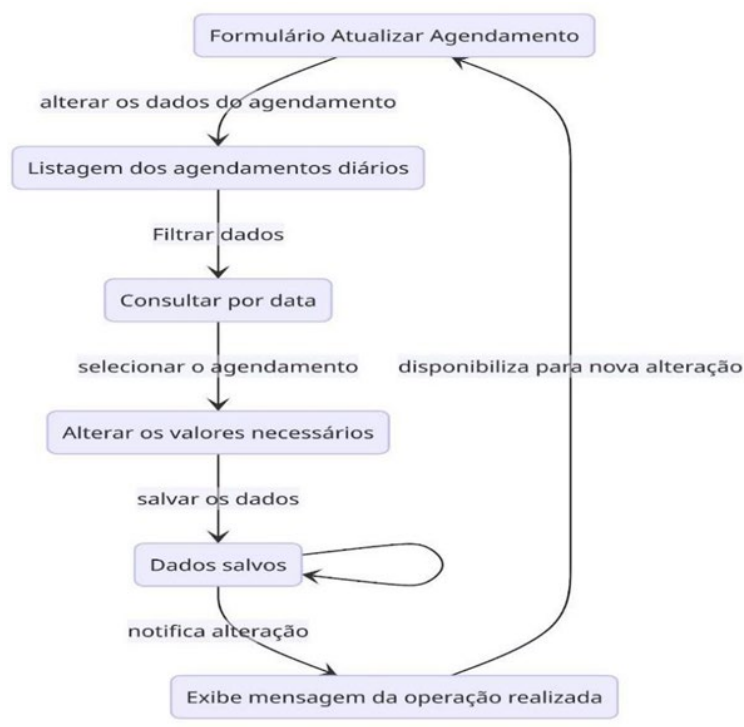 Formulário Atualizar Agendamento
alterar os dados do agendamento
Listagem dos agendamentos diários
Filtrar dados
Consultar por data
selecionar o agendamento
disponibiliza para nova alteração
Alterar os valores necessários
salvar os dados
Dados salvos
notifica alteração
Exibe mensagem da operação realizada